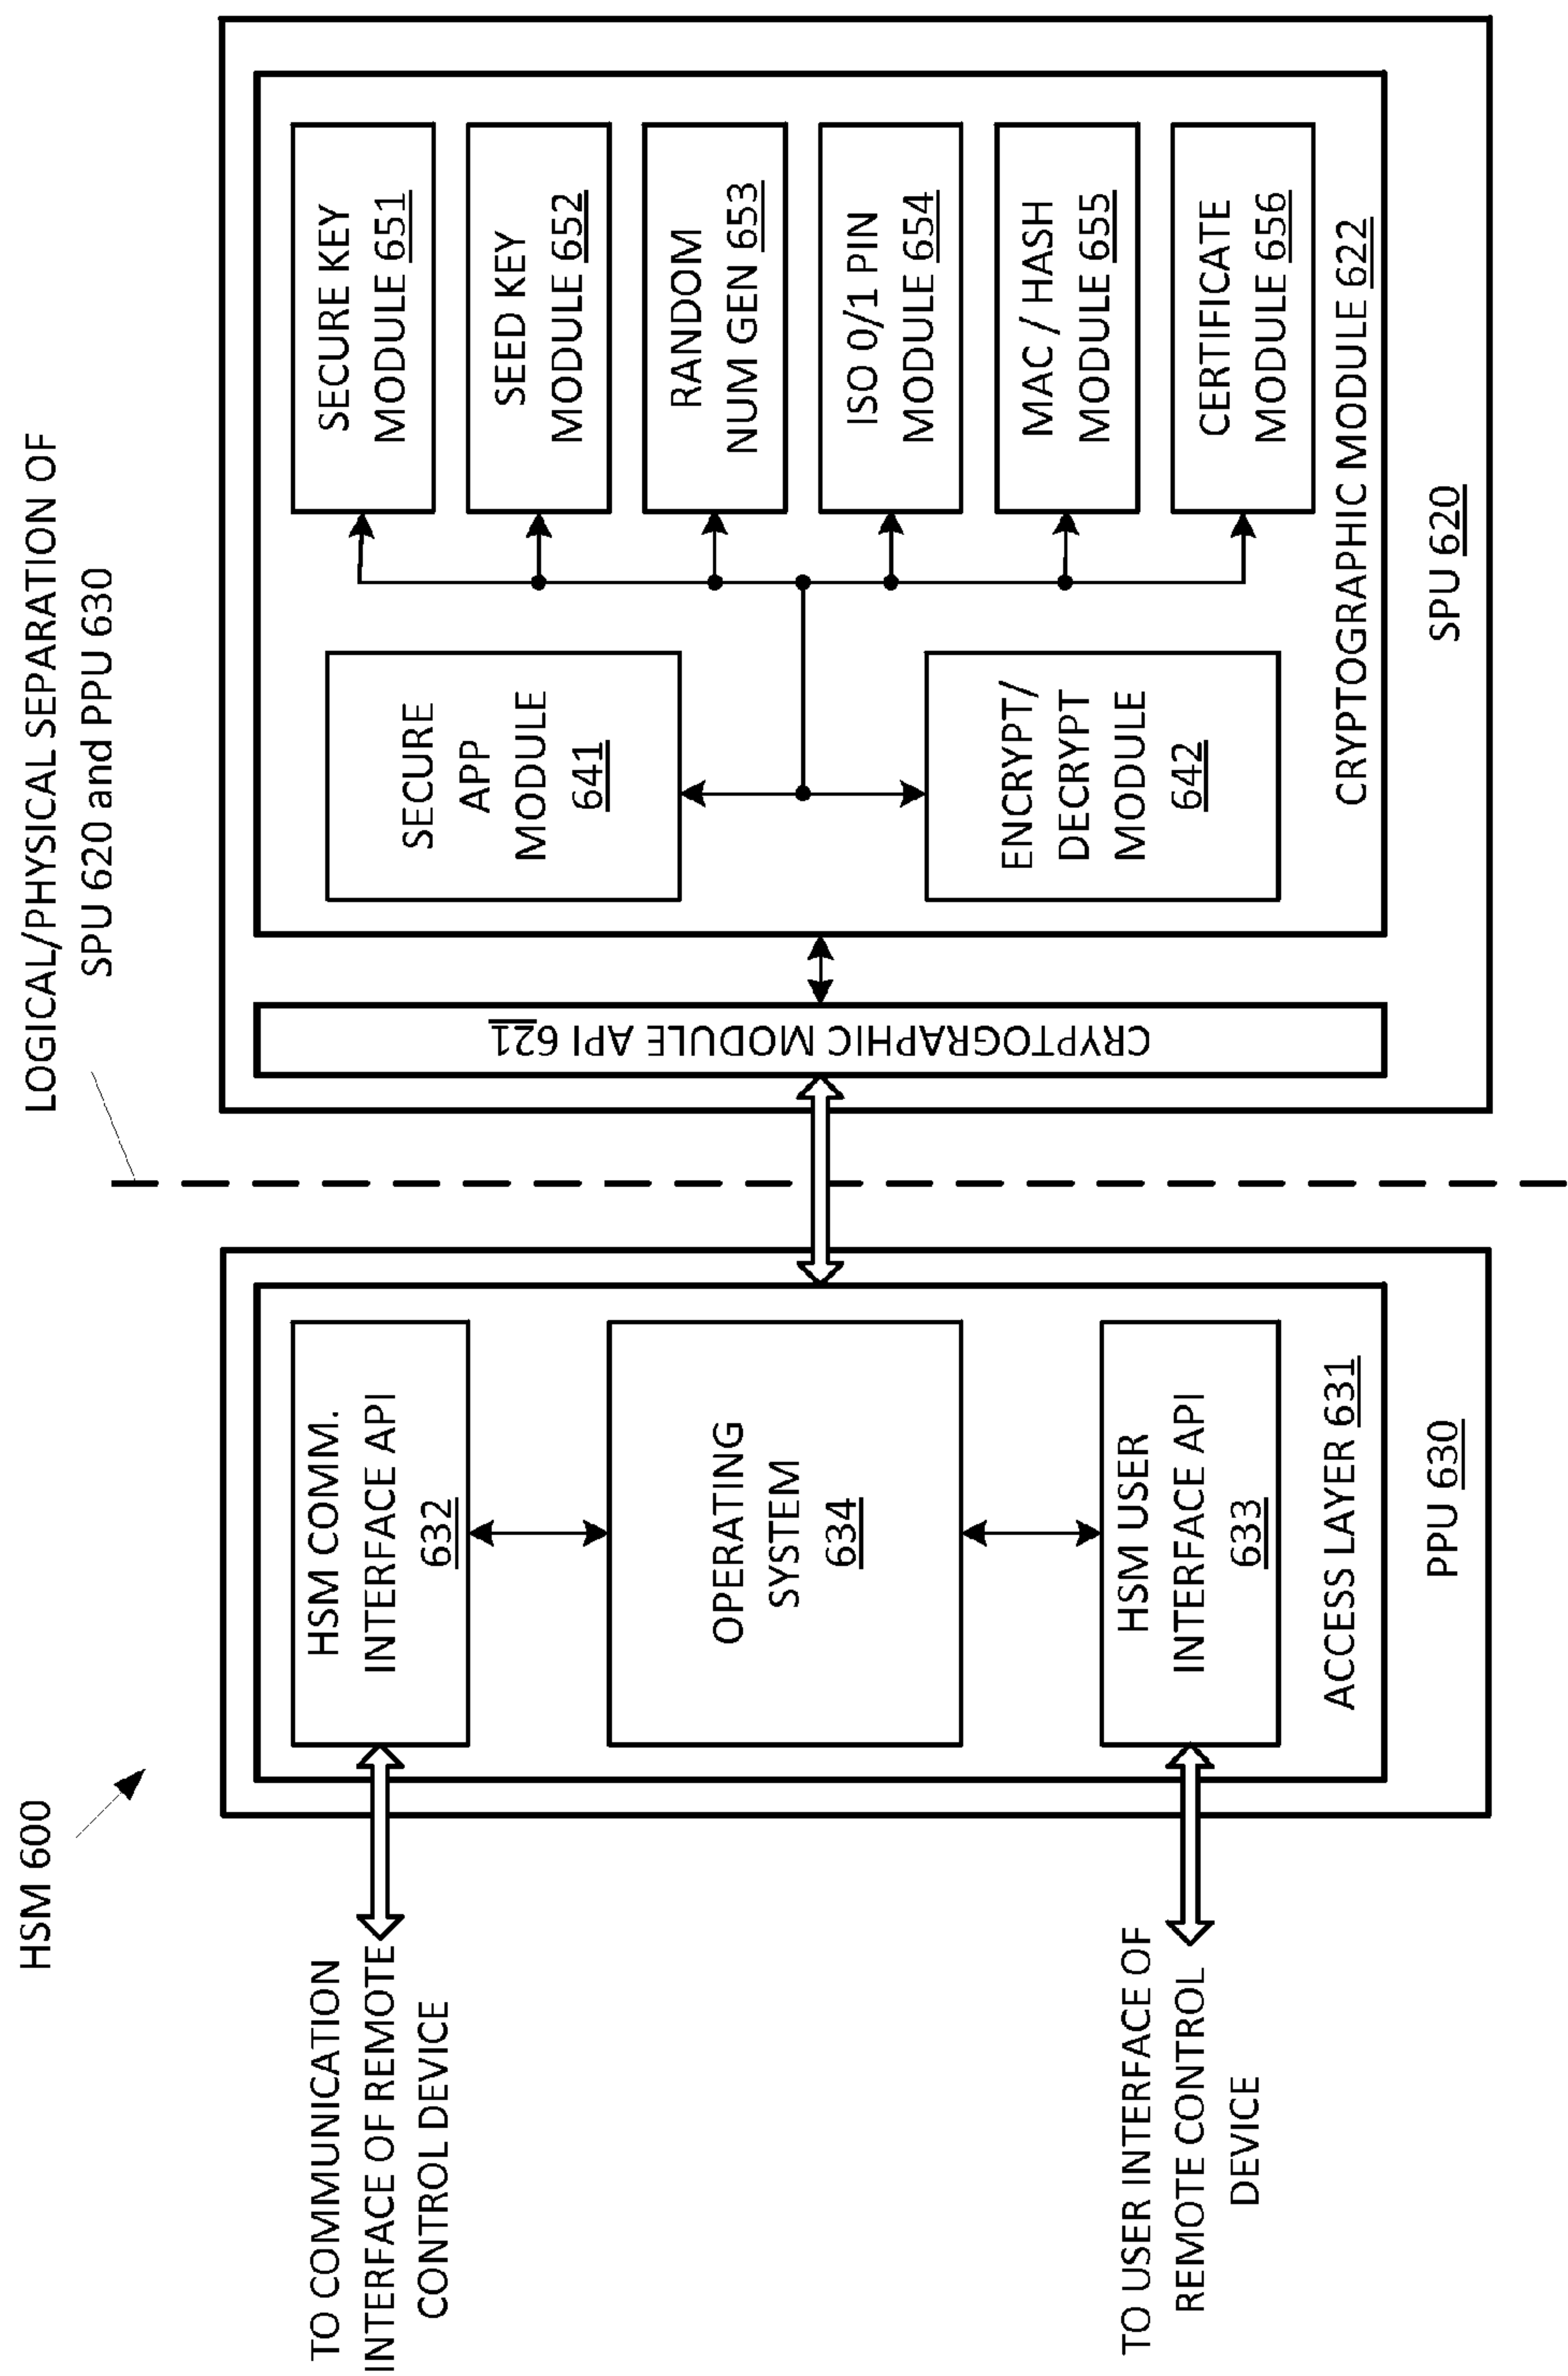 HSM 600
LOGICAL/PHYSICAL SEPARATION OF
SPU 620 and PPU 630
TO COMMUNICATION
INTERFACE OF REMOTE
CONTROL DEVICE
TO USER INTERFACE OF
REMOTE CONTROL
DEVICE
HSM COMM.
INTERFACE API
632
OPERATING
SYSTEM
634
HSM USER
INTERFACE API
633
ACCESS LAYER 631
PPU 630
CRYPTOGRAPHIC MODULE API 621
SECURE
APP
MODULE
641
ENCRYPT/
DECRYPT
MODULE
642
SECURE KEY
MODULE 651
SEED KEY
MODULE 652
RANDOM
NUM GEN 653
ISO 0/1 PIN
MODULE 654
MAC / HASH
MODULE 655
CERTIFICATE
MODULE 656
CRYPTOGRAPHIC MODULE 622
SPU 620